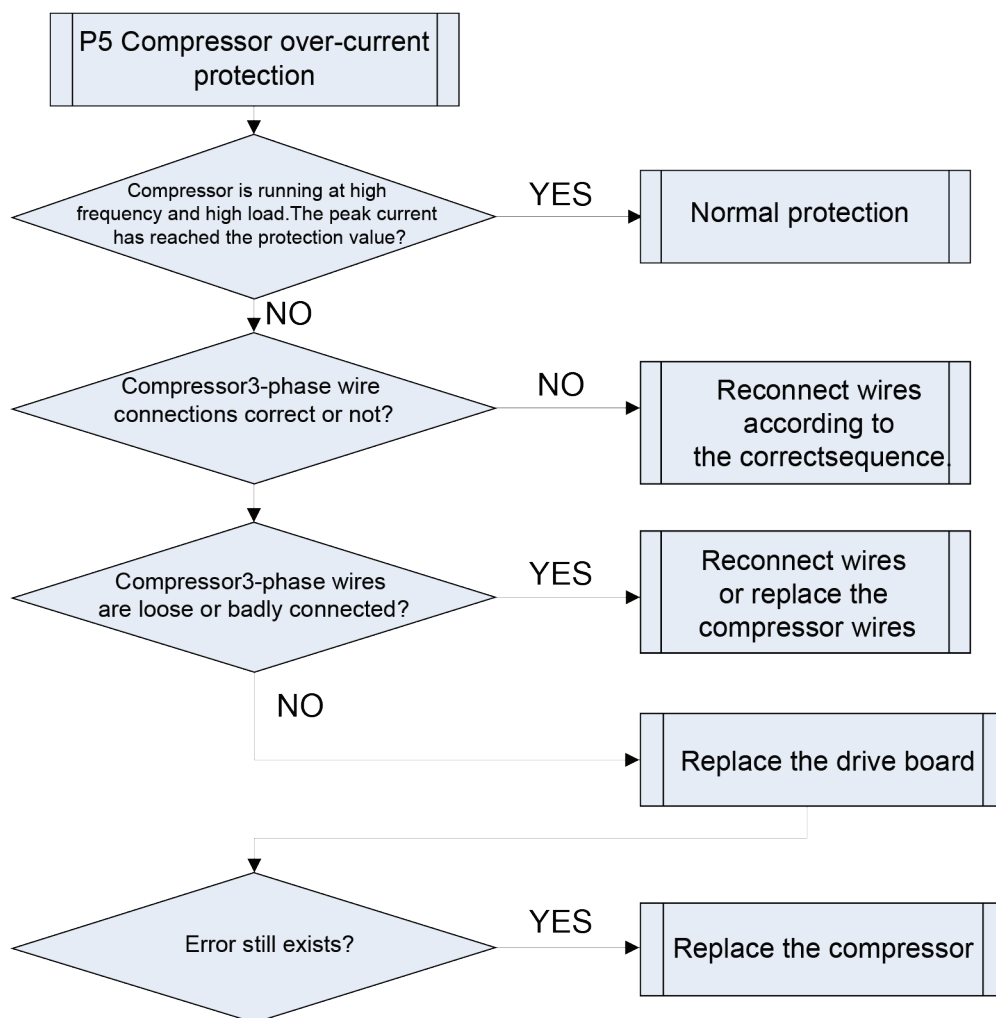 P5 Compressor over-current
protection
Compressor is running at high
frequency and high load.The peak current
has reached the protection value?
YES
Normal protection
NO
Compressor3-phase wire
connections correct or not?
NO
Reconnect wires
according to
the correctsequence.
Compressor3-phase wires
are loose or badly connected?
YES
Reconnect wires
or replace the
compressor wires
NO
Replace the drive board
Error still exists?
YES
Replace the compressor